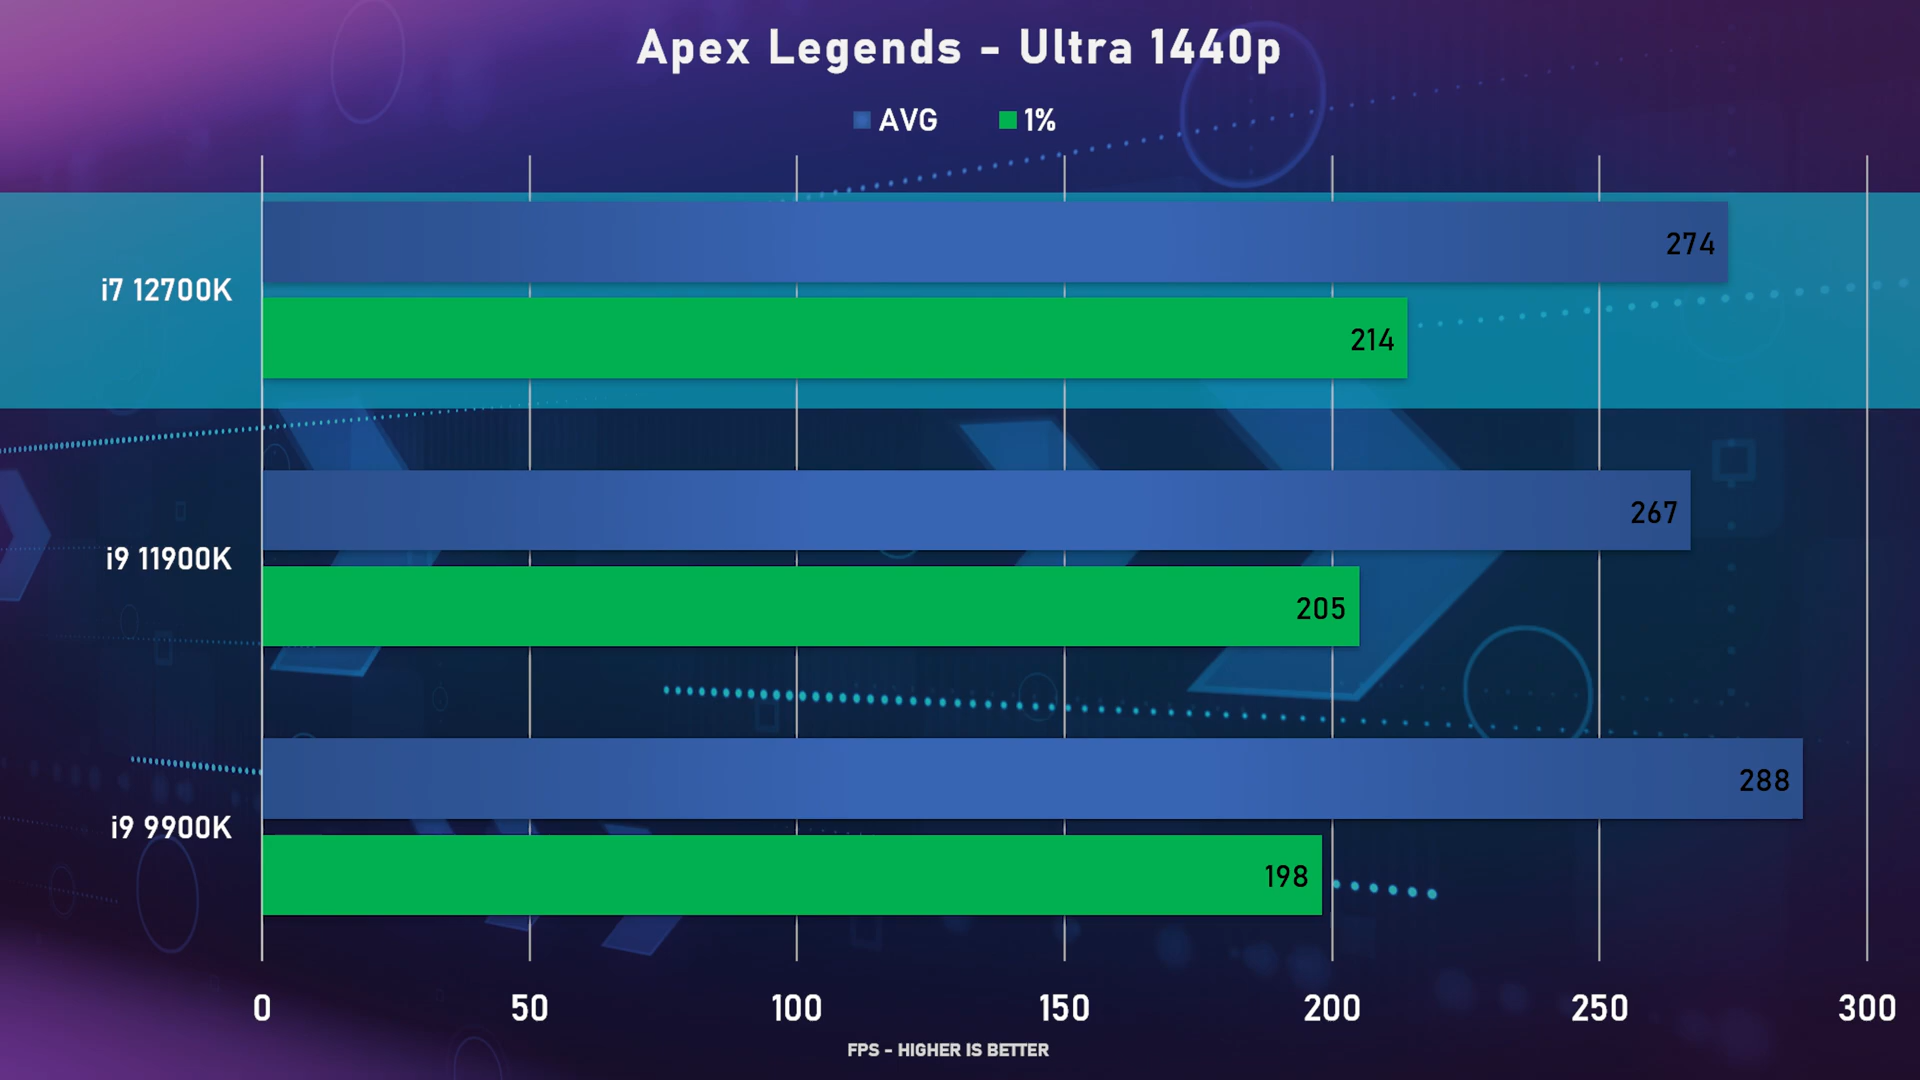 Apex Legends - Ultra 1440p
AVG 1%
i7 12700K
274
214
i9 11900K
267
205
i9 9900K
288
198
0 50 100 150 200 250 300
FPS - HIGHER IS BETTER